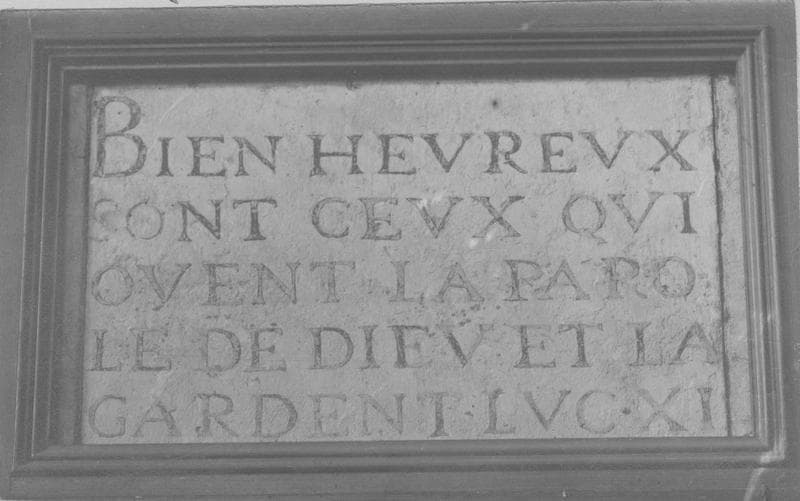 BIEN HEVREVX
SONT CEVX QVI
OVENT LA PARO
LE DE DIEV ET LA
GARDENT·LVC·XI